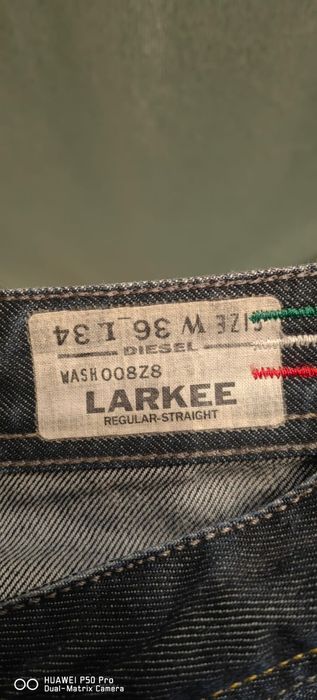 SIZE W 36 L 34
DIESEL
WASH 008Z8
LARKEE
REGULAR-STRAIGHT
HUAWEI P50 Pro
Dual-Matrix Camera